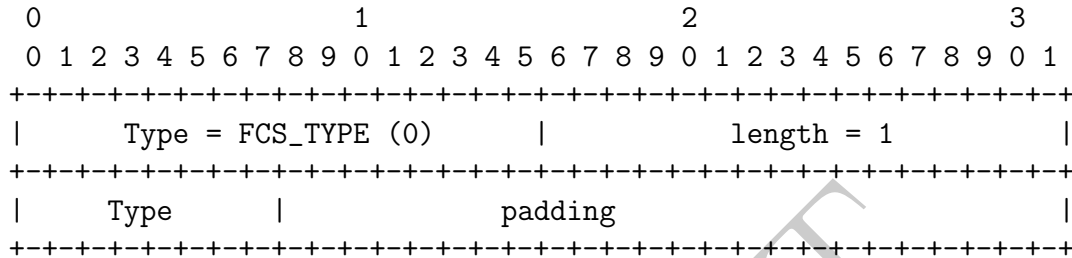 0                   1                   2                   3
0 1 2 3 4 5 6 7 8 9 0 1 2 3 4 5 6 7 8 9 0 1 2 3 4 5 6 7 8 9 0 1
+-+-+-+-+-+-+-+-+-+-+-+-+-+-+-+-+-+-+-+-+-+-+-+-+-+-+-+-+-+-+-+-+
|      Type = FCS_TYPE (0)      |           length = 1          |
+-+-+-+-+-+-+-+-+-+-+-+-+-+-+-+-+-+-+-+-+-+-+-+-+-+-+-+-+-+-+-+-+
|     Type      |             padding                           |
+-+-+-+-+-+-+-+-+-+-+-+-+-+-+-+-+-+-+-+-+-+-+-+-+-+-+-+-+-+-+-+-+